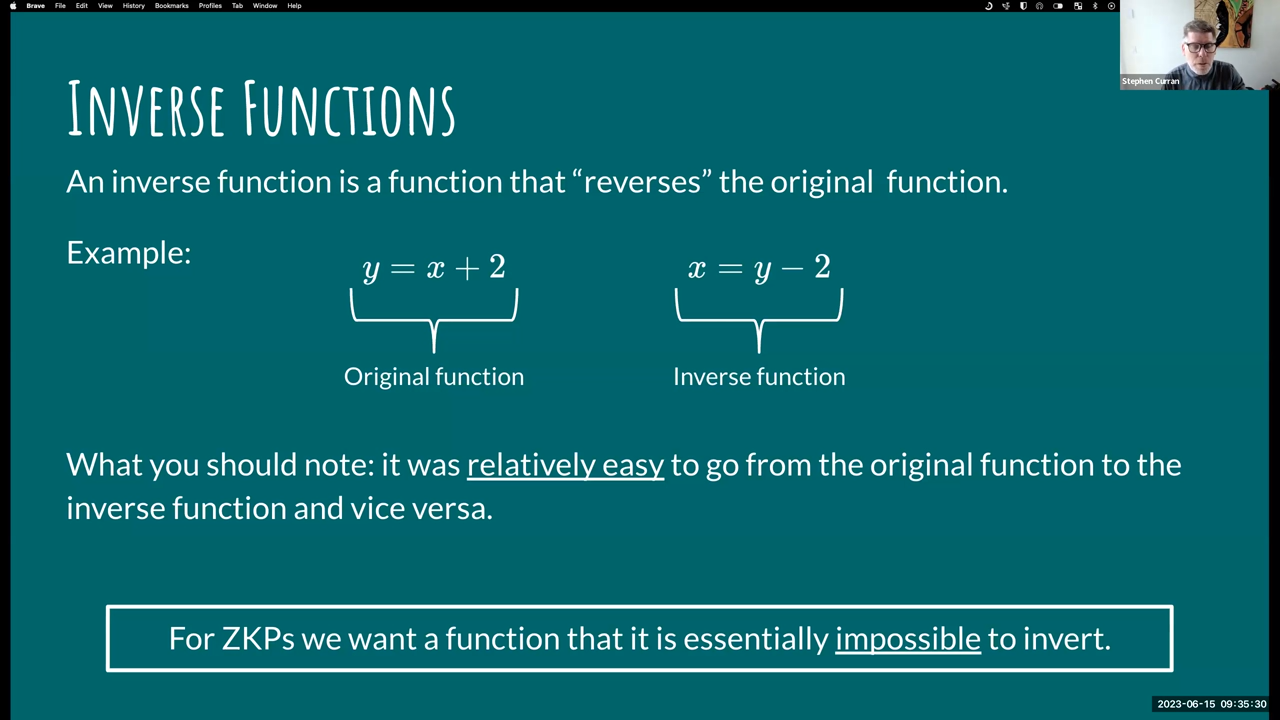 Brave File Edit View History Bookmarks Profiles Tab Window Help
Stephen Curran
INVERSE FUNCTIONS
An inverse function is a function that “reverses” the original function.
Example:
y = x + 2 x = y − 2
Original function Inverse function
What you should note: it was relatively easy to go from the original function to the
inverse function and vice versa.
For ZKPs we want a function that it is essentially impossible to invert.
2023-06-15 09:35:30